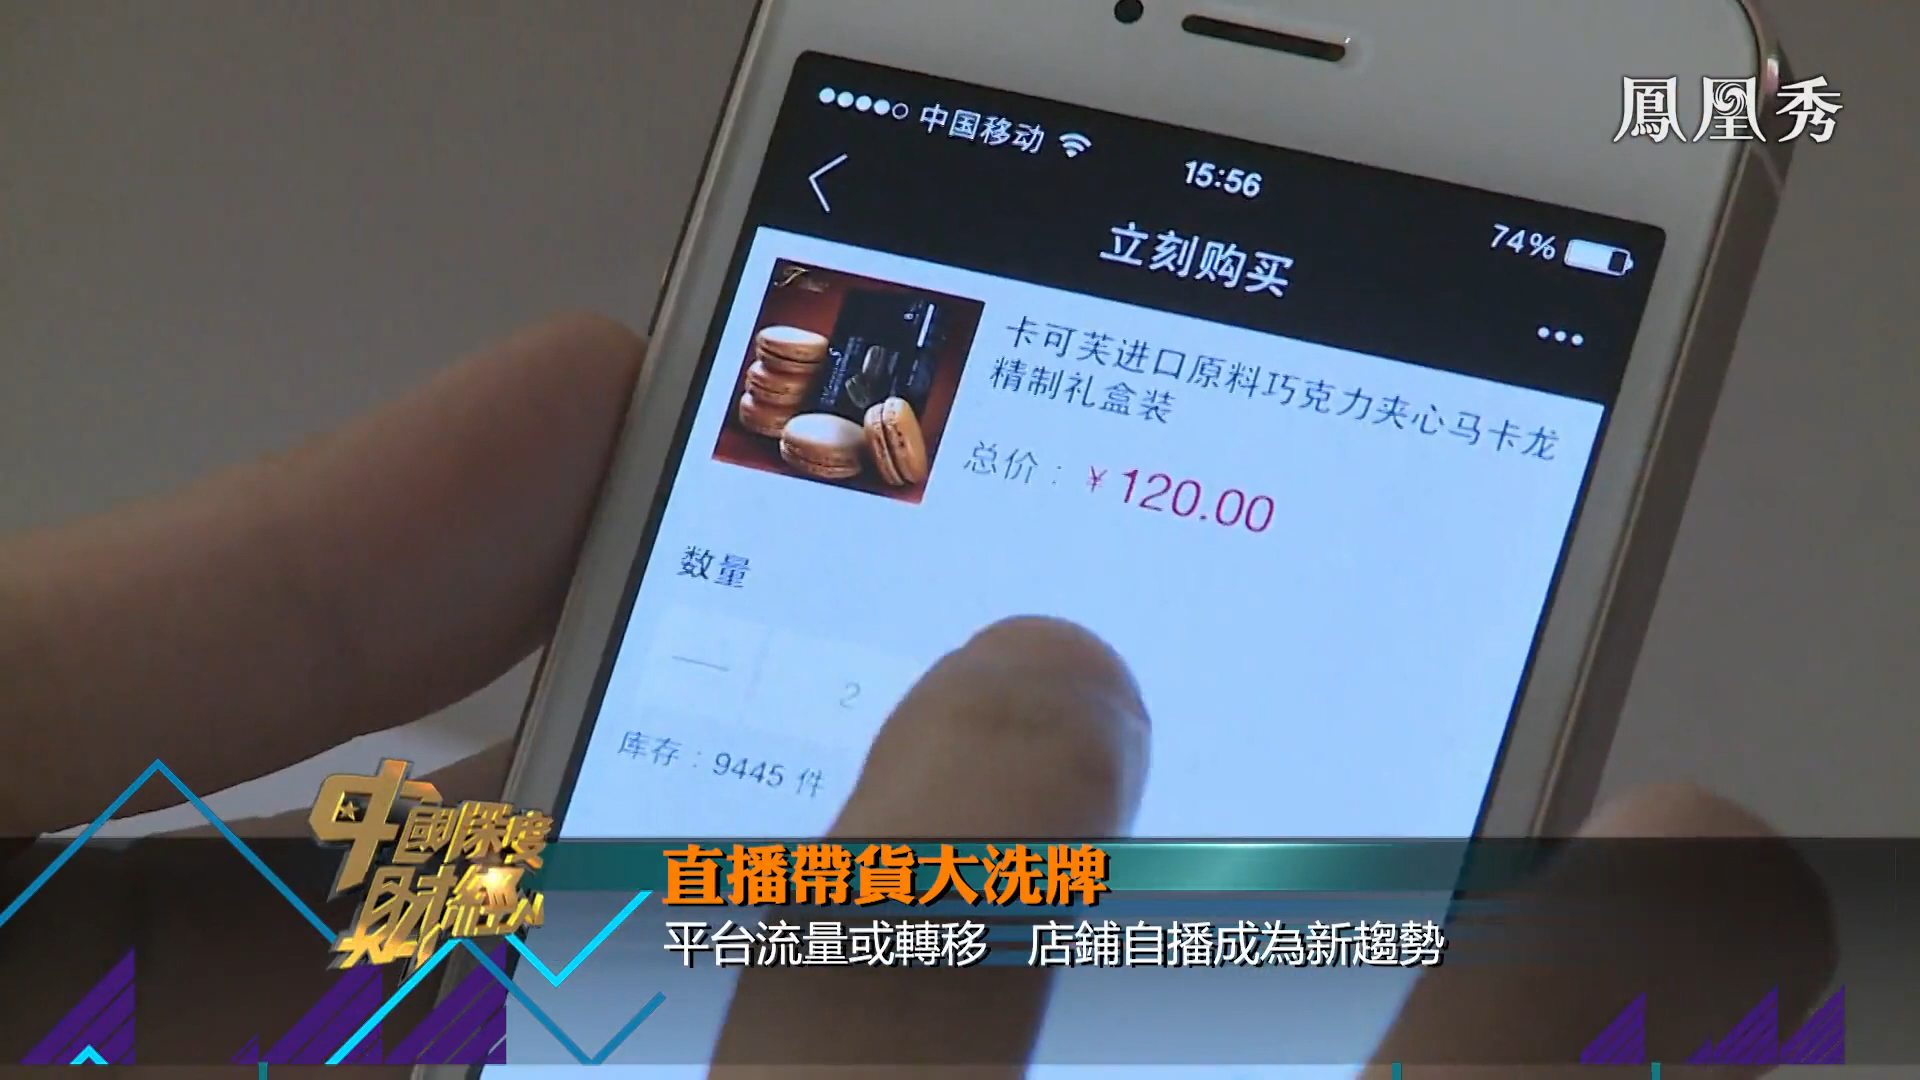 鳳凰秀
中国移动
15:56
74%
立刻购买
卡可芙进口原料巧克力夹心马卡龙
精制礼盒装
总价：￥120.00
数量
2
库存：9445 件
中國深度
財經
直播帶貨大洗牌
平台流量或轉移 店鋪自播成為新趨勢